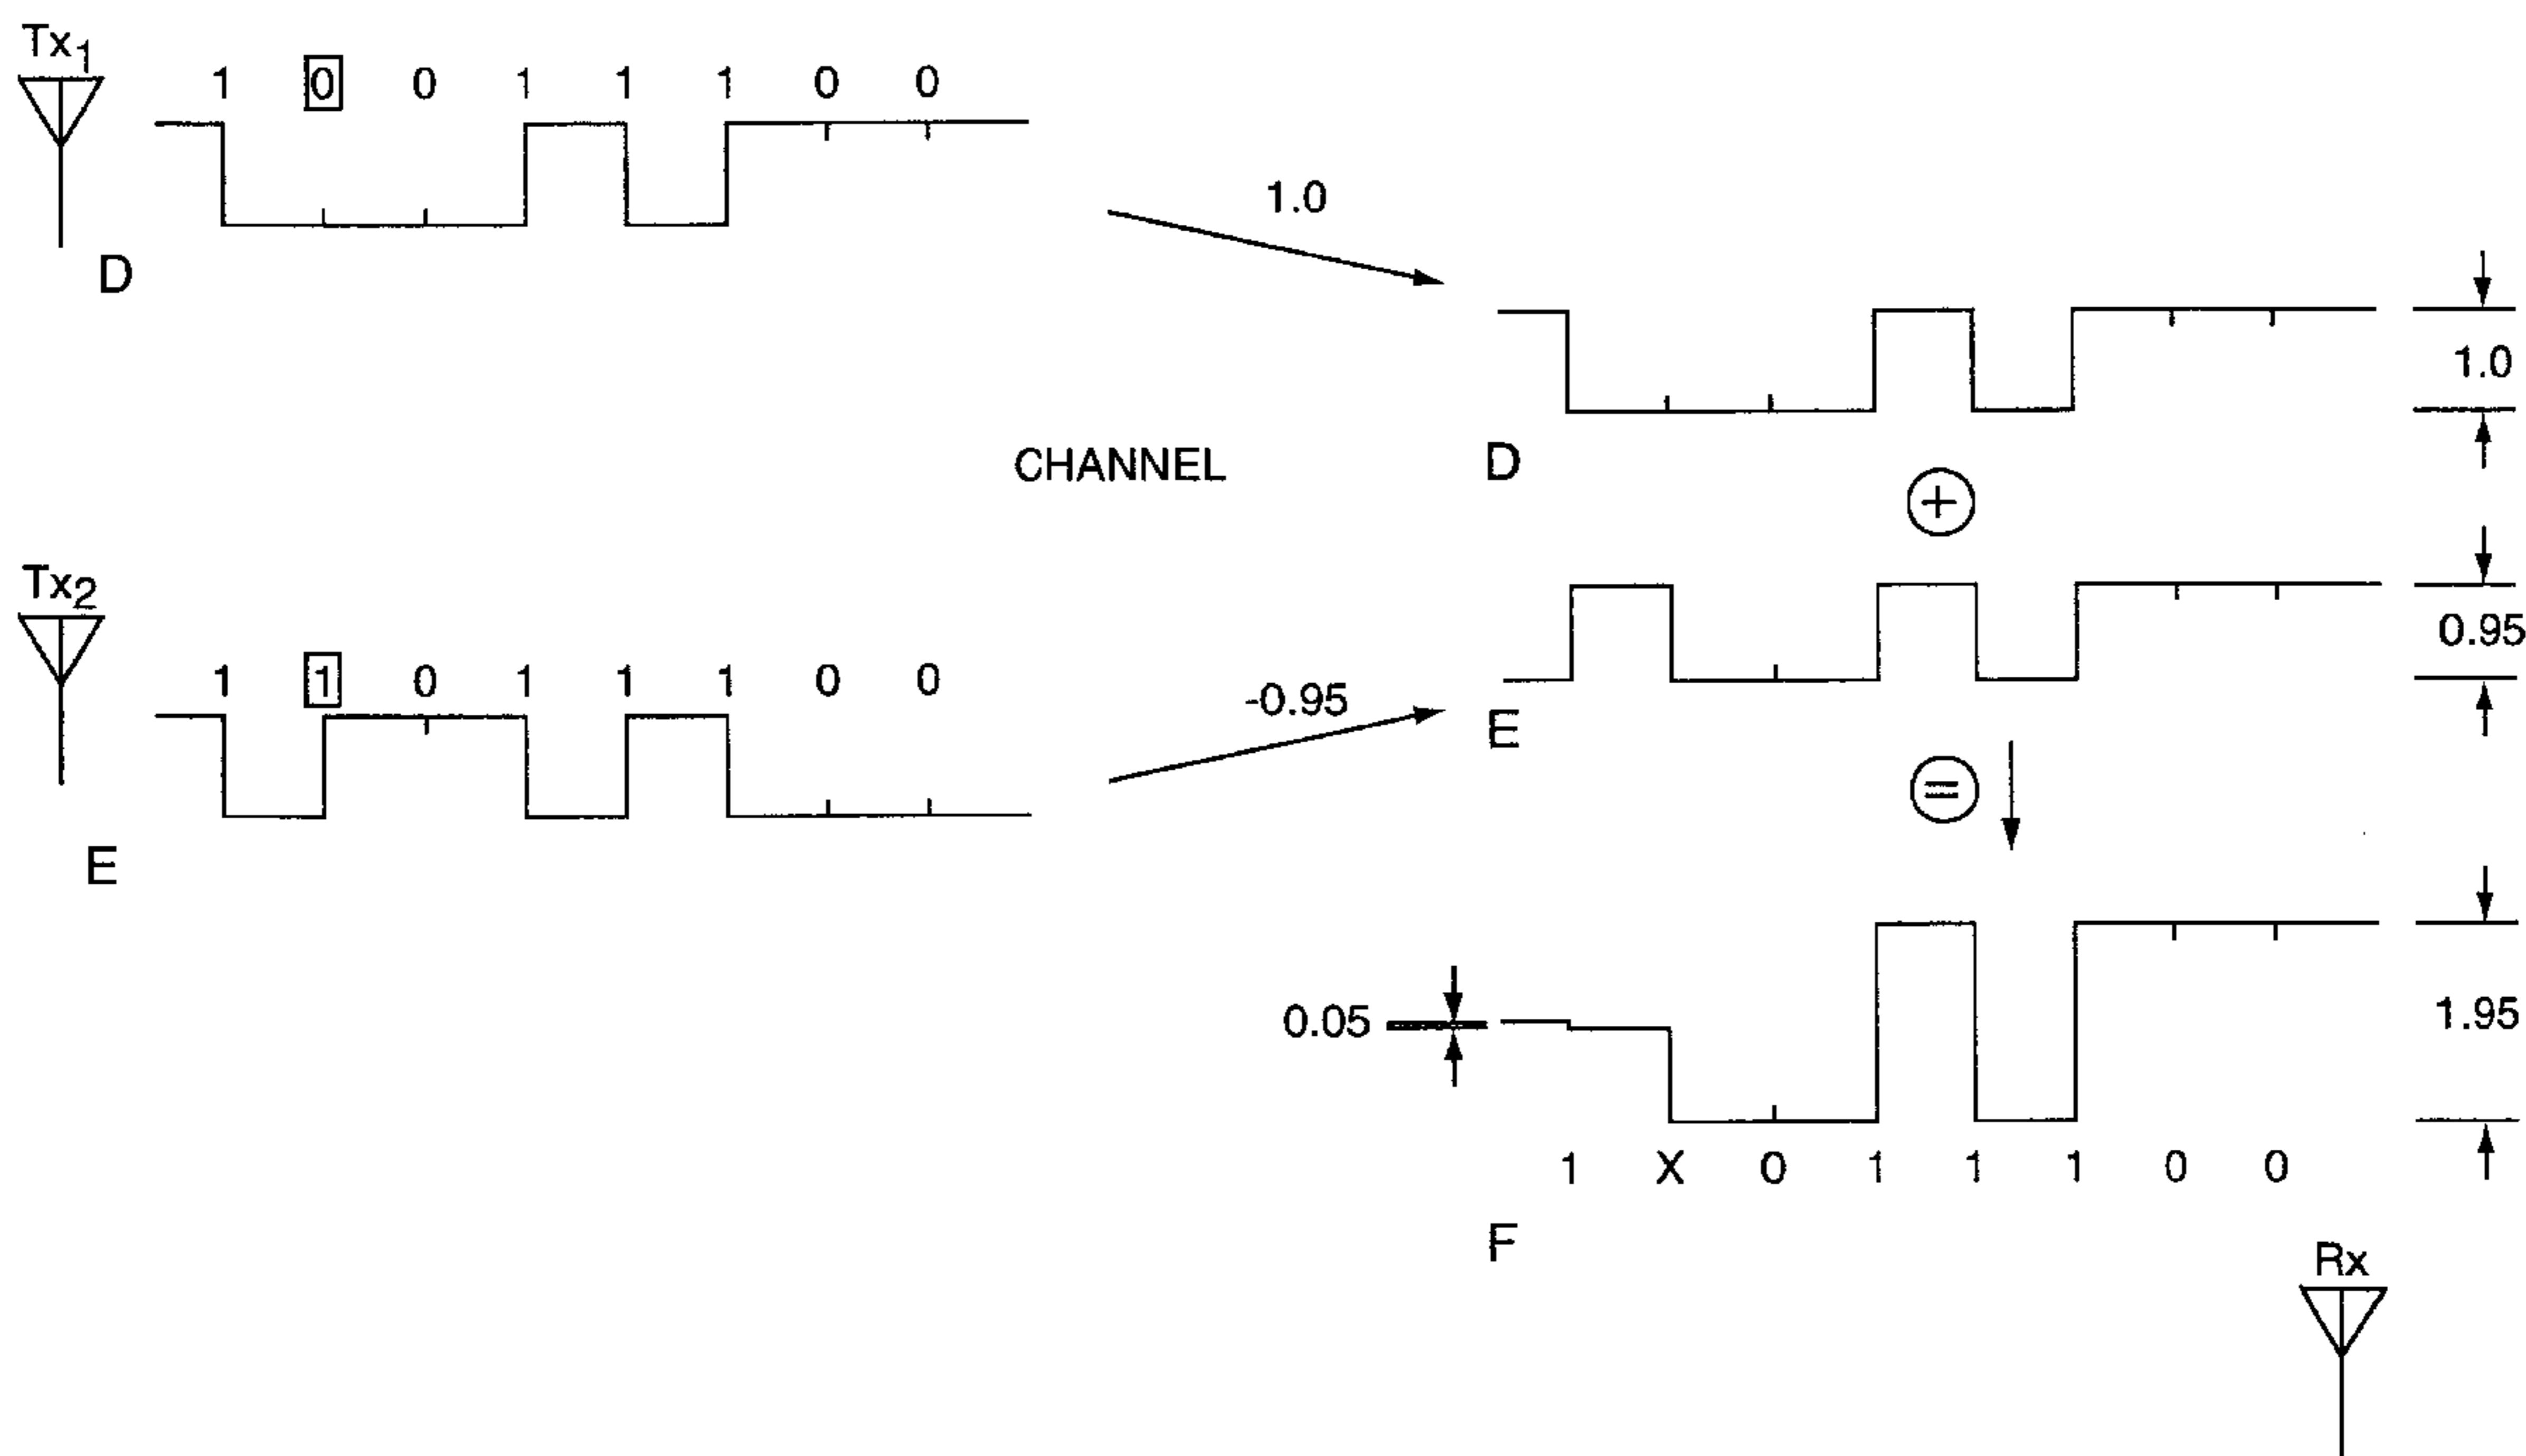 Tx1
1 0 0 1 1 1 0 0
D
1.0
1.0
CHANNEL
D
+
Tx2
1 1 0 1 1 1 0 0
0.95
-0.95
E
=
E
0.05
1.95
1 X 0 1 1 1 0 0
F
Rx